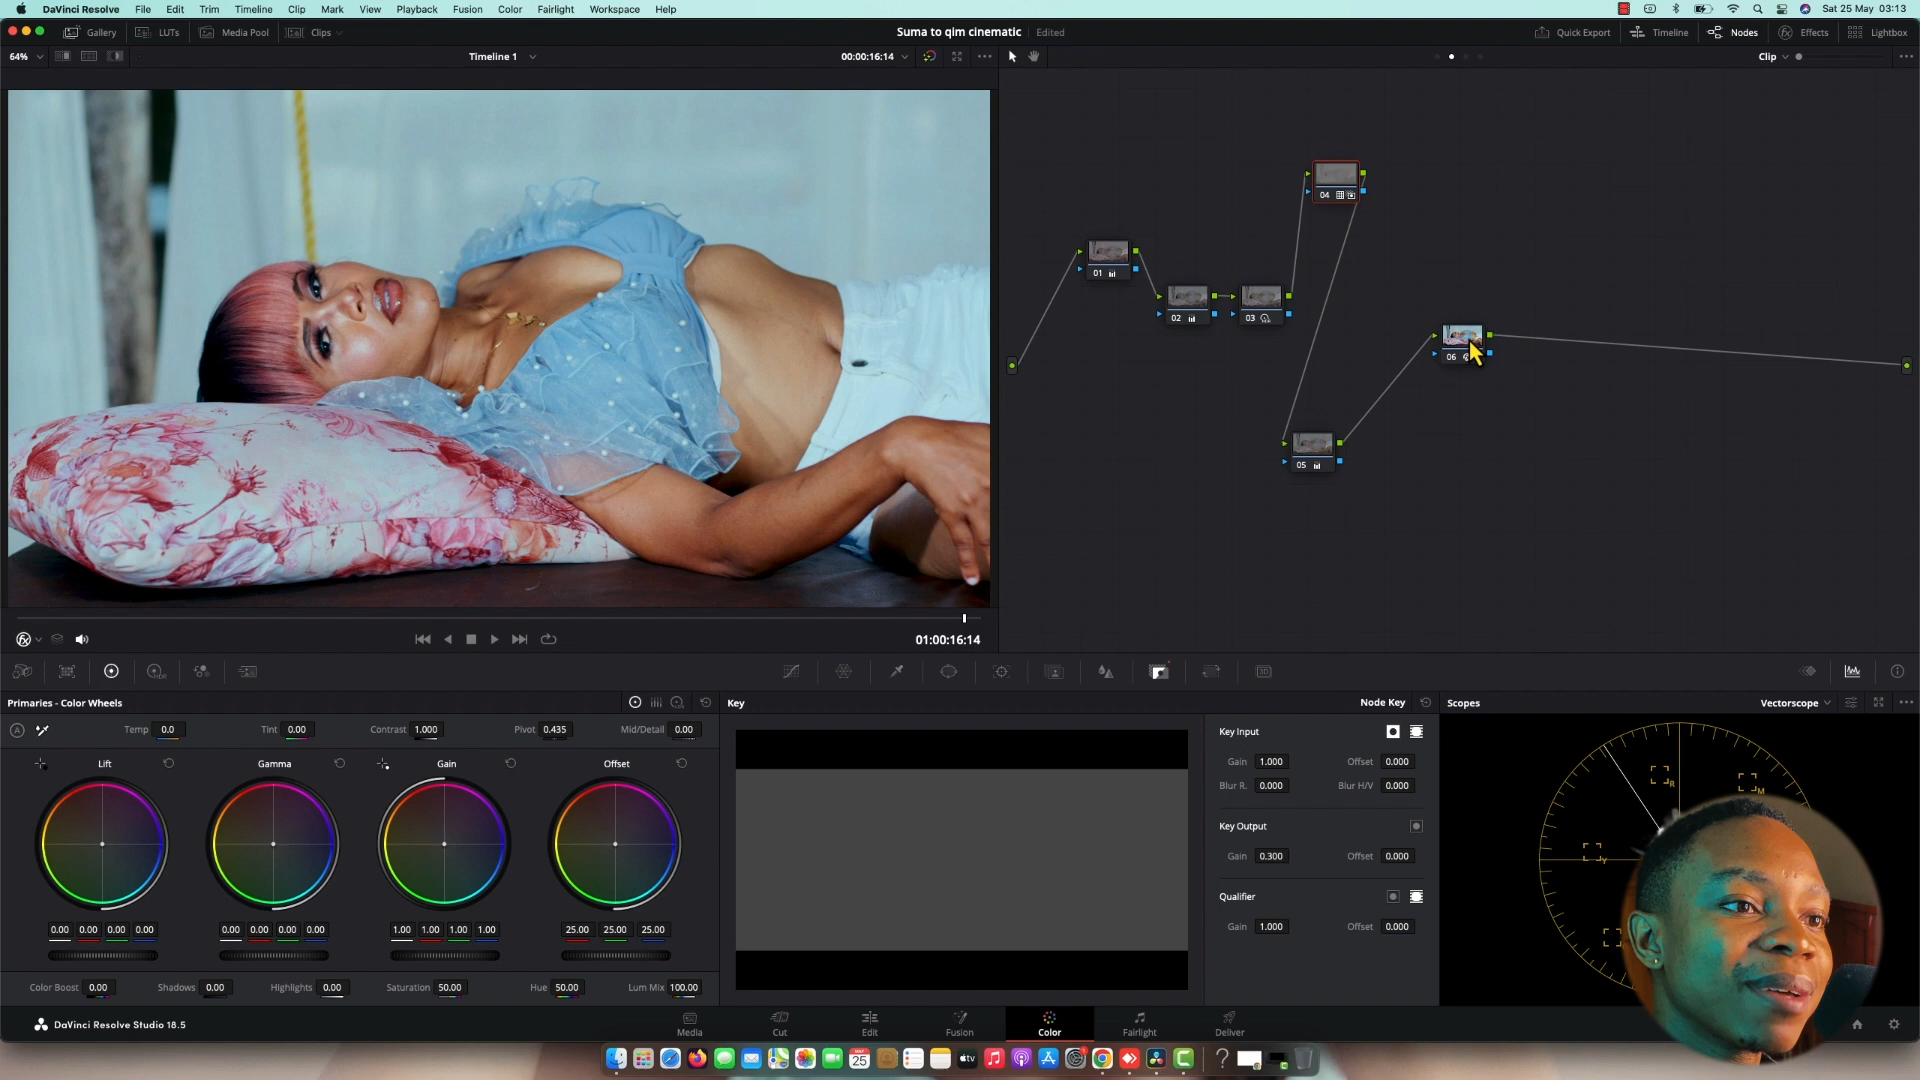 DaVinci Resolve File Edit Trim Timeline Clip Mark View Playback Fusion Color Fairlight Workspace Help
Sat 25 May 03:13
Gallery LUTs Media Pool Clips
Suma to qim cinematic Edited
Quick Export Timeline Nodes Effects Lightbox
64%
Timeline 1
00:00:16:14
Clip
04
01
02
03
06
05
01:00:16:14
Primaries - Color Wheels
Key
Node Key
Scopes
Vectorscope
Temp 0.0 Tint 0.00 Contrast 1.000 Pivot 0.435 Mid/Detail 0.00
Lift Gamma Gain Offset
0.00 0.00 0.00 0.00
0.00 0.00 0.00 0.00
1.00 1.00 1.00 1.00
25.00 25.00 25.00
Color Boost 0.00 Shadows 0.00 Highlights 0.00 Saturation 50.00 Hue 50.00 Lum Mix 100.00
Key Input
Gain 1.000 Offset 0.000
Blur R. 0.000 Blur H/V 0.000
Key Output
Gain 0.300 Offset 0.000
Qualifier
Gain 1.000 Offset 0.000
R
M
Y
DaVinci Resolve Studio 18.5
Media Cut Edit Fusion Color Fairlight Deliver
MAY
25
tv